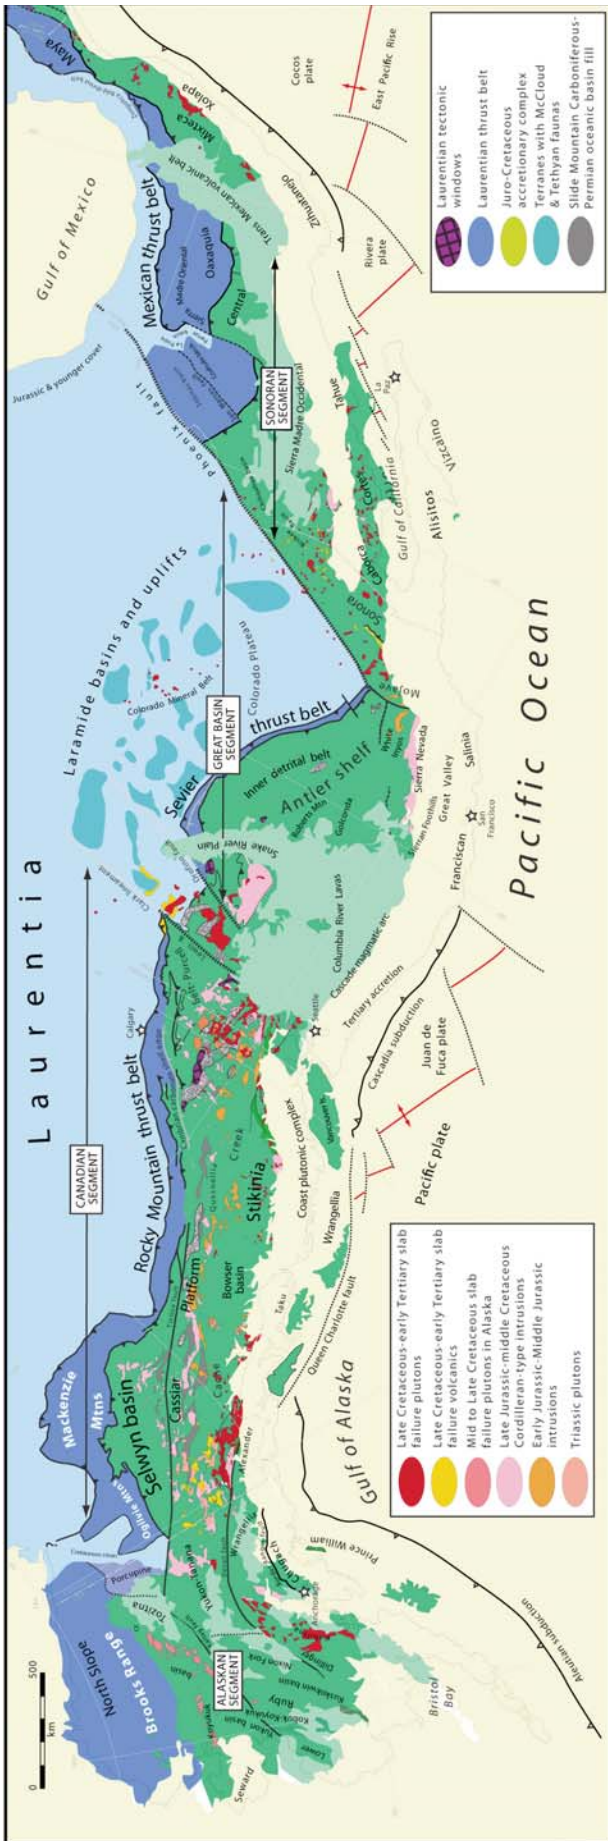 Laurentia
CANADIAN
SEGMENT
Rocky Mountain thrust belt
Calgary
Mackenzie
Mtns
Ogilvie Mtns
Selwyn basin
Cassiar
Platform
Bowser
basin
Stikinia
Cache
Creek
Quesnellia
Alexander
Taku
Coast plutonic complex
Wrangellia
Vancouver Is.
Queen Charlotte fault
Gulf of Alaska
Pacific plate
Juan de
Fuca plate
Cascadia subduction
Tertiary accretion
Seattle
Cascade magmatic arc
Columbia River Lavas
Belt-Purcell
Snake River Plain
Laramide basins and uplifts
Colorado Mineral Belt
Colorado Plateau
GREAT BASIN
SEGMENT
Sevier
thrust belt
Inner detrital belt
Antler shelf
Roberts Mtn
Golconda
White
Inyos
Mojave
Sierra Nevada
Sierran Foothills
Great Valley
Salinia
Franciscan
San
Francisco
Pacific Ocean
Jurassic & younger cover
Phoenix fault
Gulf of Mexico
Mexican thrust belt
Sierra
Madre Oriental
Oaxaquia
Central
SONORAN
SEGMENT
Sierra Madre Occidental
Sonora
Caborca
Cortes
Tahue
Gulf of California
La
Paz
Alisitos
Vizcaino
Trans Mexican volcanic belt
Maya
Mixteca
Xolapa
Zihuatanejo
Rivera
plate
Cocos
plate
East Pacific Rise
0
500
km
North Slope
Brooks Range
Porcupine
?
Tozitna
Yukon-Tanana
Koyukuk
basin
ALASKAN
SEGMENT
Ruby
Nixon Fork
Dillinger
Kuskokwim basin
Kobuk-Koyukuk
Yukon basin
Lower
Seward
Bristol
Bay
Chugach
Anchorage
Prince William
Aleutian subduction
Late Cretaceous-early Tertiary slab
failure plutons
Late Cretaceous-early Tertiary slab
failure volcanics
Mid to Late Cretaceous slab
failure plutons in Alaska
Late Jurassic-middle Cretaceous
Cordilleran-type intrusions
Early Jurassic-Middle Jurassic
intrusions
Triassic plutons
Laurentian tectonic
windows
Laurentian thrust belt
Juro-Cretaceous
accretionary complex
Terranes with McCloud
& Tethyan faunas
Slide Mountain Carboniferous-
Permian oceanic basin fill